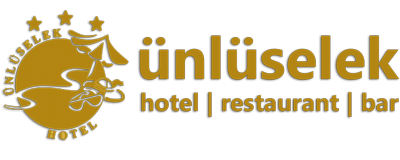 ÜNLÜSELEK
HOTEL
ünlüselek
hotel | restaurant | bar